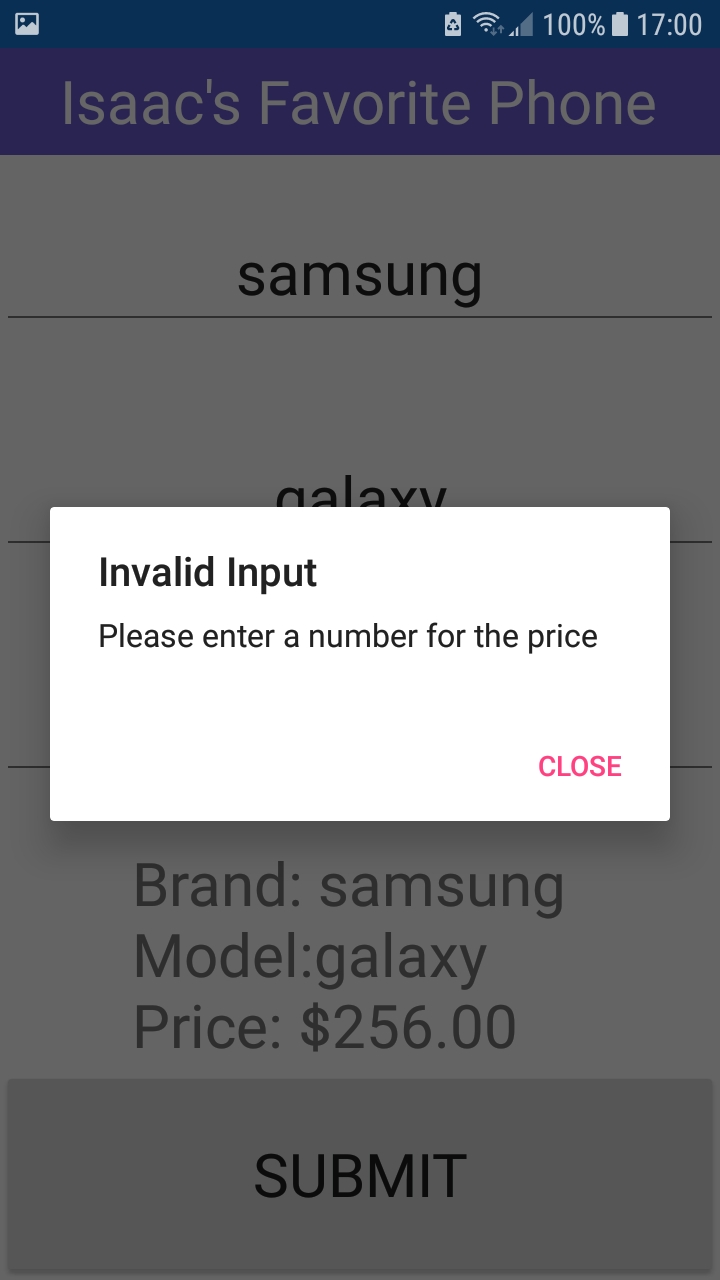 100% 17:00
Isaac's Favorite Phone
samsung
galaxy
Invalid Input
Please enter a number for the price
CLOSE
Brand: samsung
Model:galaxy
Price: $256.00
SUBMIT